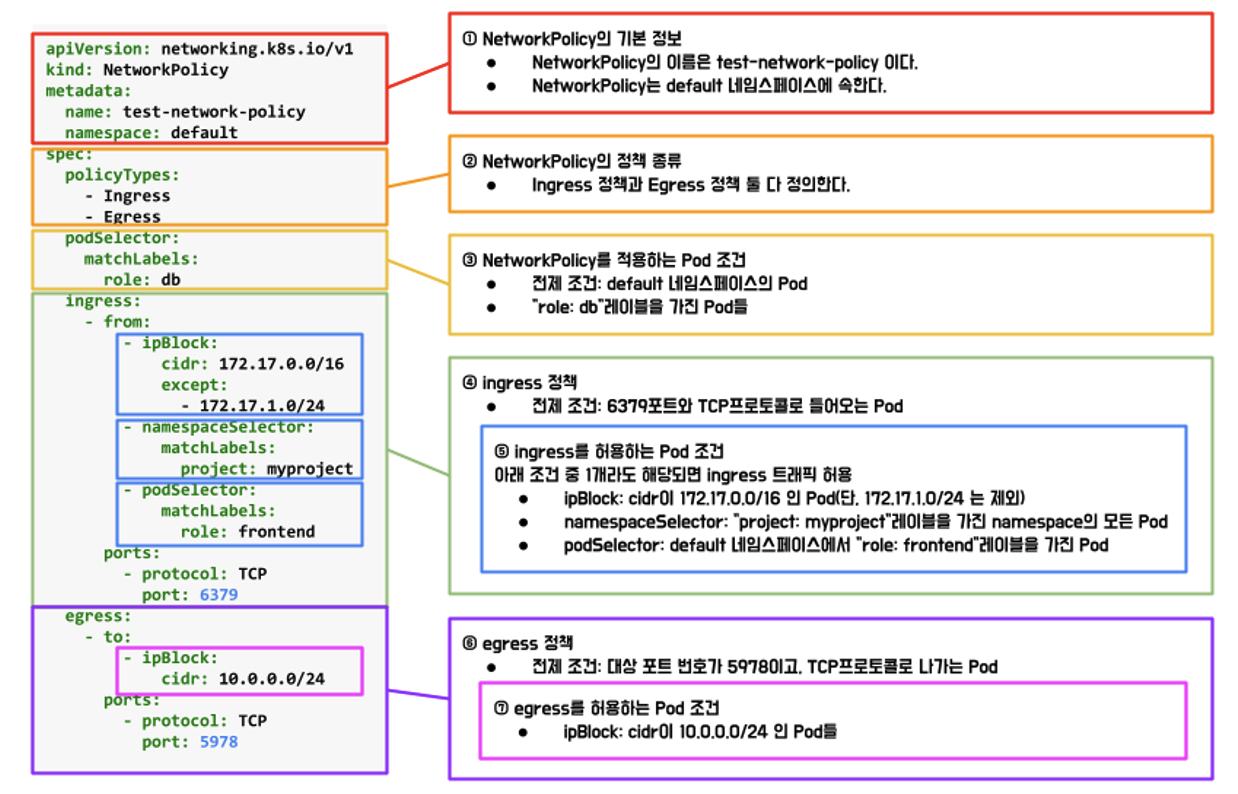 apiVersion: networking.k8s.io/v1
kind: NetworkPolicy
metadata:
name: test-network-policy
namespace: default
spec:
policyTypes:
- Ingress
- Egress
podSelector:
matchLabels:
role: db
ingress:
- from:
- ipBlock:
cidr: 172.17.0.0/16
except:
- 172.17.1.0/24
- namespaceSelector:
matchLabels:
project: myproject
- podSelector:
matchLabels:
role: frontend
ports:
- protocol: TCP
port: 6379
egress:
- to:
- ipBlock:
cidr: 10.0.0.0/24
ports:
- protocol: TCP
port: 5978
① NetworkPolicy의 기본 정보
● NetworkPolicy의 이름은 test-network-policy 이다.
● NetworkPolicy는 default 네임스페이스에 속한다.
② NetworkPolicy의 정책 종류
● Ingress 정책과 Egress 정책 둘 다 정의한다.
③ NetworkPolicy를 적용하는 Pod 조건
● 전제 조건: default 네임스페이스의 Pod
● "role: db"레이블을 가진 Pod들
④ ingress 정책
● 전제 조건: 6379포트와 TCP프로토콜로 들어오는 Pod
⑤ ingress를 허용하는 Pod 조건
아래 조건 중 1개라도 해당되면 ingress 트래픽 허용
● ipBlock: cidr이 172.17.0.0/16 인 Pod(단, 172.17.1.0/24 는 제외)
● namespaceSelector: "project: myproject"레이블을 가진 namespace의 모든 Pod
● podSelector: default 네임스페이스에서 "role: frontend"레이블을 가진 Pod
⑥ egress 정책
● 전제 조건: 대상 포트 번호가 5978이고, TCP프로토콜로 나가는 Pod
⑦ egress를 허용하는 Pod 조건
● ipBlock: cidr이 10.0.0.0/24 인 Pod들